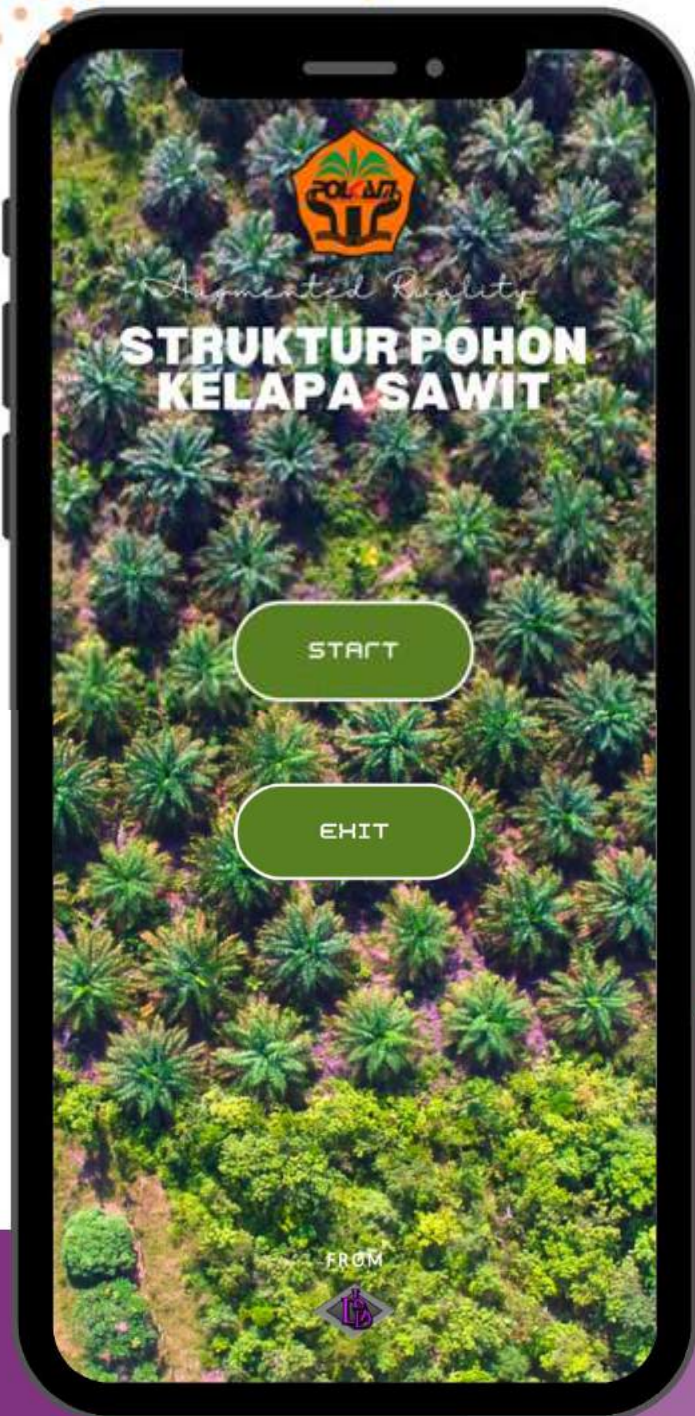 POLKAM
Augmented Reality
STRUKTUR POHON
KELAPA SAWIT
START
EXIT
FROM